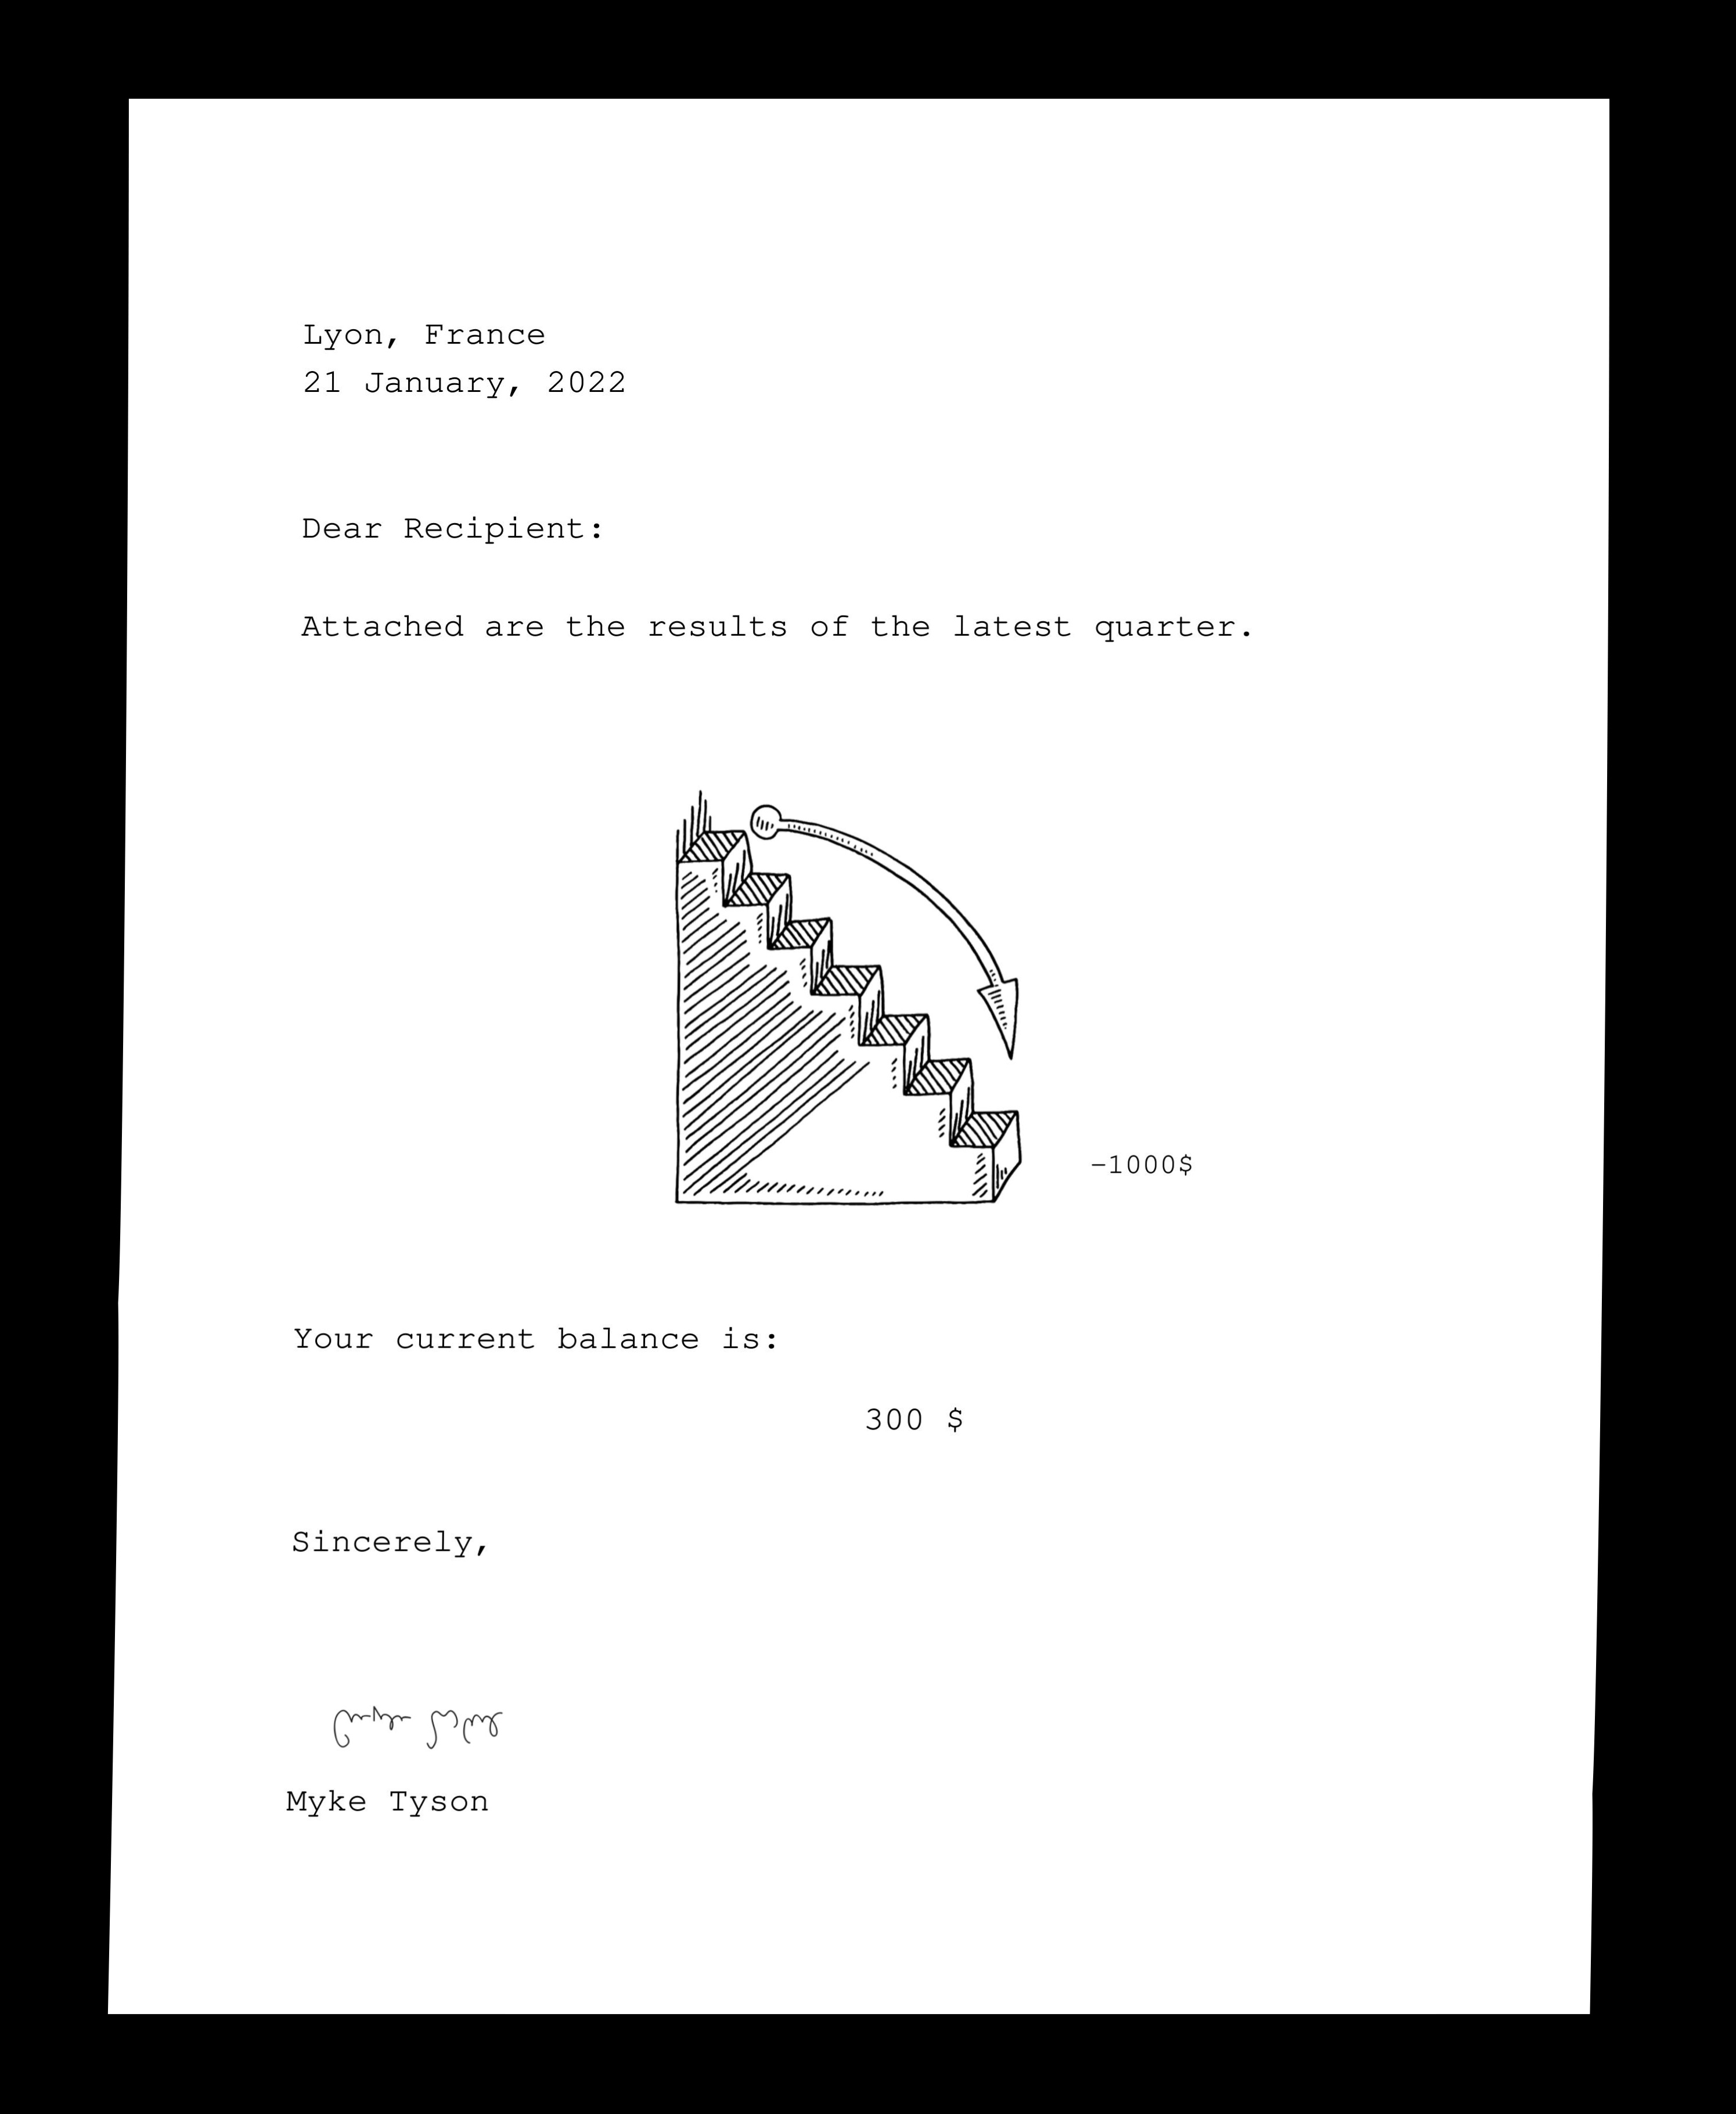 Lyon, France
21 January, 2022
Dear Recipient:
Attached are the results of the latest quarter.
-1000$
Your current balance is:
300 $
Sincerely,
Myke Tyson